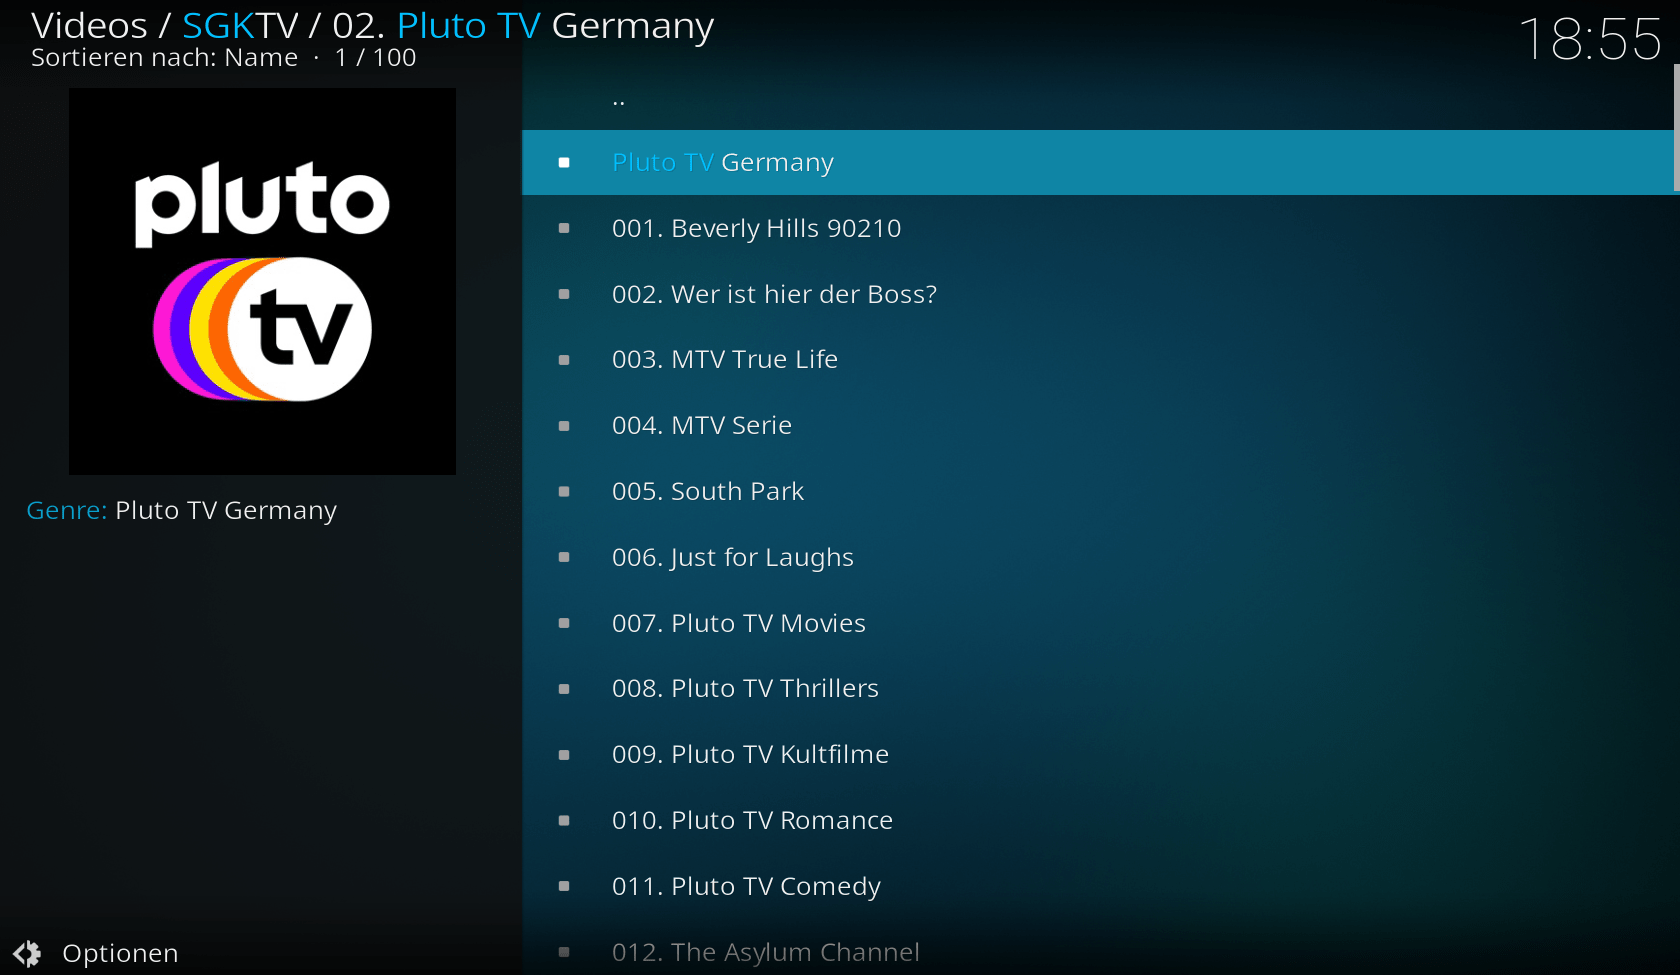 Videos / SGKTV / 02. Pluto TV Germany
Sortieren nach: Name · 1 / 100
18:55
pluto
tv
Genre: Pluto TV Germany
..
Pluto TV Germany
001. Beverly Hills 90210
002. Wer ist hier der Boss?
003. MTV True Life
004. MTV Serie
005. South Park
006. Just for Laughs
007. Pluto TV Movies
008. Pluto TV Thrillers
009. Pluto TV Kultfilme
010. Pluto TV Romance
011. Pluto TV Comedy
012. The Asylum Channel
Optionen